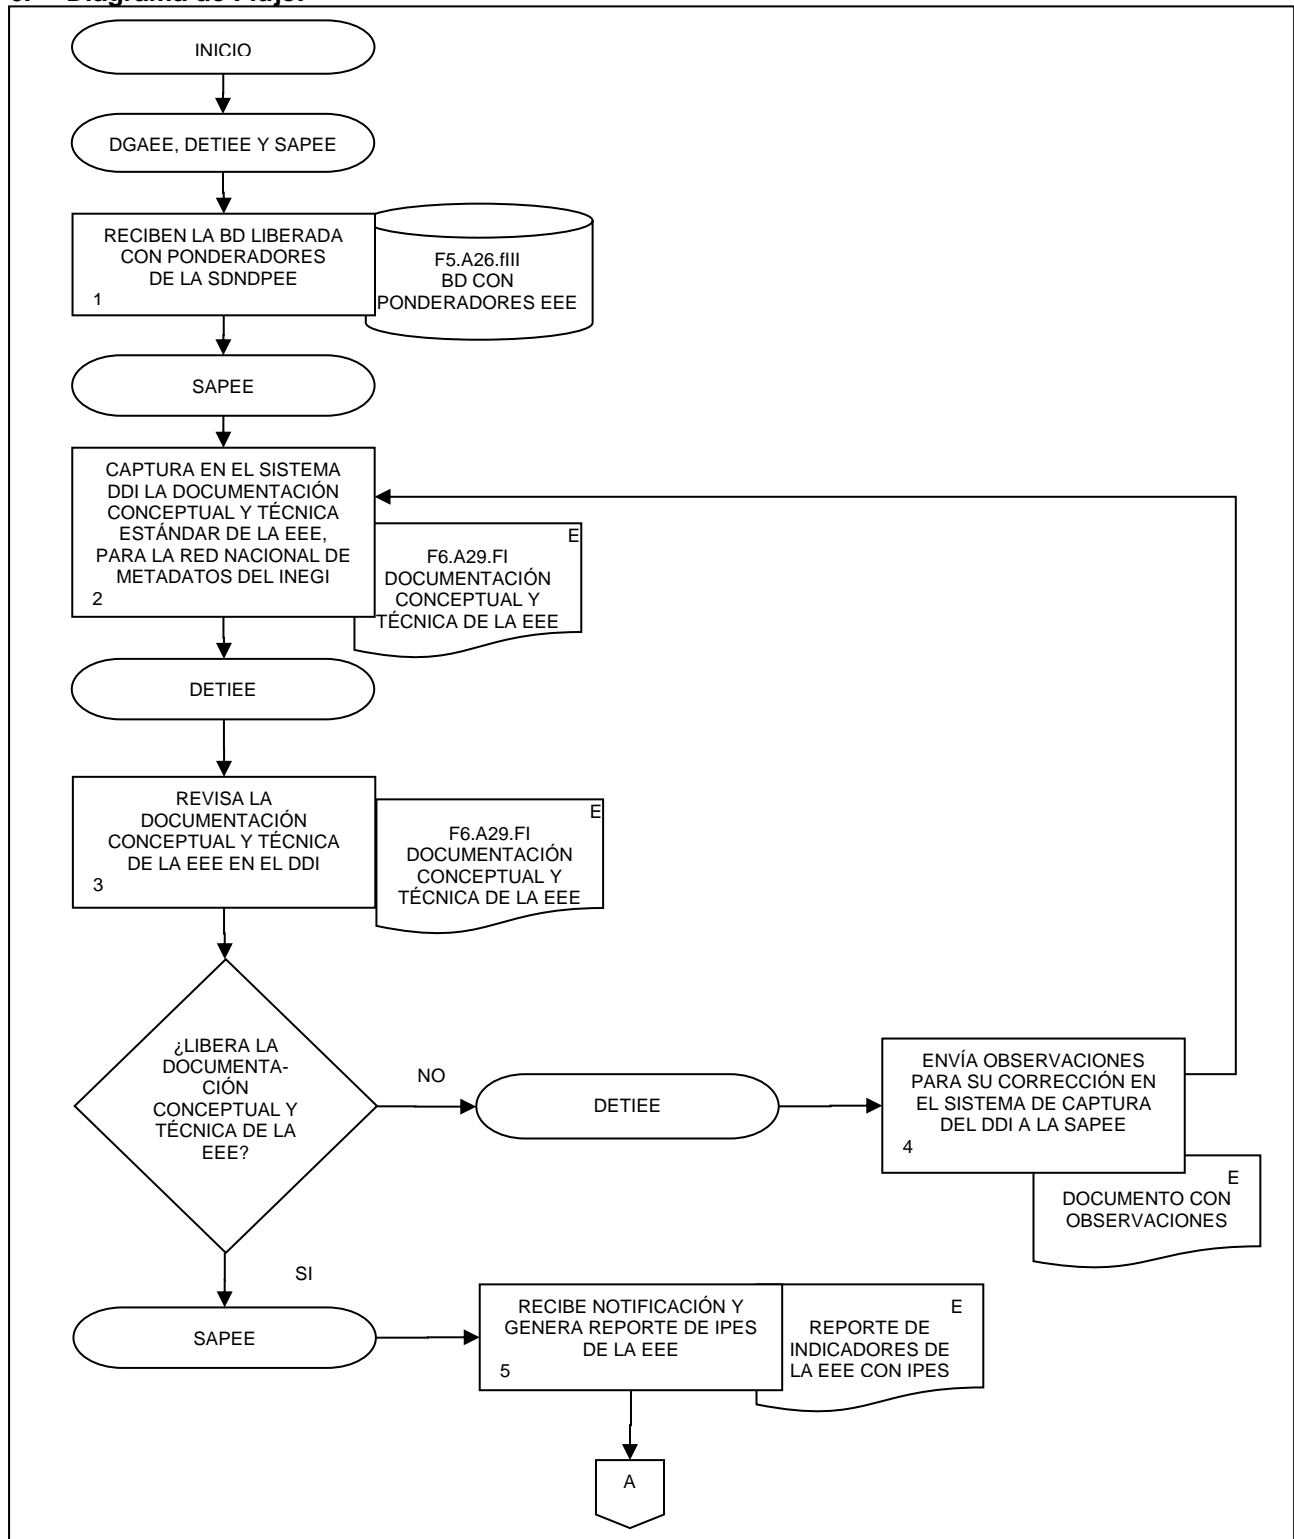 Diagrama de Flujo.
INICIO
DGAEE, DETIEE Y SAPEE
RECIBEN LA BD LIBERADA
CON PONDERADORES
DE LA SDNDPEE
1
F5.A26.fIII
BD CON
PONDERADORES EEE
SAPEE
CAPTURA EN EL SISTEMA
DDI LA DOCUMENTACIÓN
CONCEPTUAL Y TÉCNICA
ESTÁNDAR DE LA EEE,
PARA LA RED NACIONAL DE
METADATOS DEL INEGI
2
E
F6.A29.FI
DOCUMENTACIÓN
CONCEPTUAL Y
TÉCNICA DE LA EEE
DETIEE
REVISA LA
DOCUMENTACIÓN
CONCEPTUAL Y TÉCNICA
DE LA EEE EN EL DDI
3
E
F6.A29.FI
DOCUMENTACIÓN
CONCEPTUAL Y
TÉCNICA DE LA EEE
¿LIBERA LA
DOCUMENTA-
CIÓN
CONCEPTUAL Y
TÉCNICA DE LA
EEE?
NO
DETIEE
ENVÍA OBSERVACIONES
PARA SU CORRECCIÓN EN
EL SISTEMA DE CAPTURA
DEL DDI A LA SAPEE
4
E
DOCUMENTO CON
OBSERVACIONES
SI
SAPEE
RECIBE NOTIFICACIÓN Y
GENERA REPORTE DE IPES
DE LA EEE
5
E
REPORTE DE
INDICADORES DE
LA EEE CON IPES
A